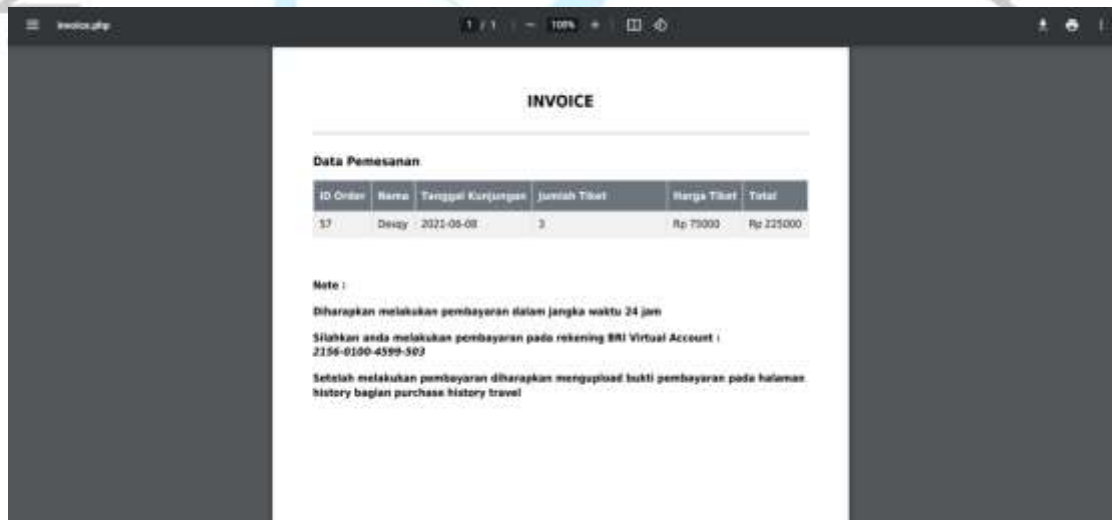 invoice.php
1 / 1
100%
INVOICE
Data Pemesanan
ID Order Nama Tanggal Kunjungan Jumlah Tiket Harga Tiket Total
57 2021-06-08 3 Rp 75000 Rp 225000
Note :
Diharapkan melakukan pembayaran dalam jangka waktu 24 jam
Silahkan anda melakukan pembayaran pada rekening BRI Virtual Account :
2156-0100-4599-503
Setelah melakukan pembayaran diharapkan mengupload bukti pembayaran pada halaman
history bagian purchase history travel